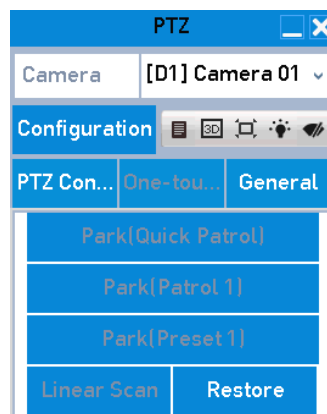 PTZ
Camera [D1] Camera 01
Configuration 3D
PTZ Con... One-tou... General
Park(Quick Patrol)
Park(Patrol 1)
Park(Preset 1)
Linear Scan Restore